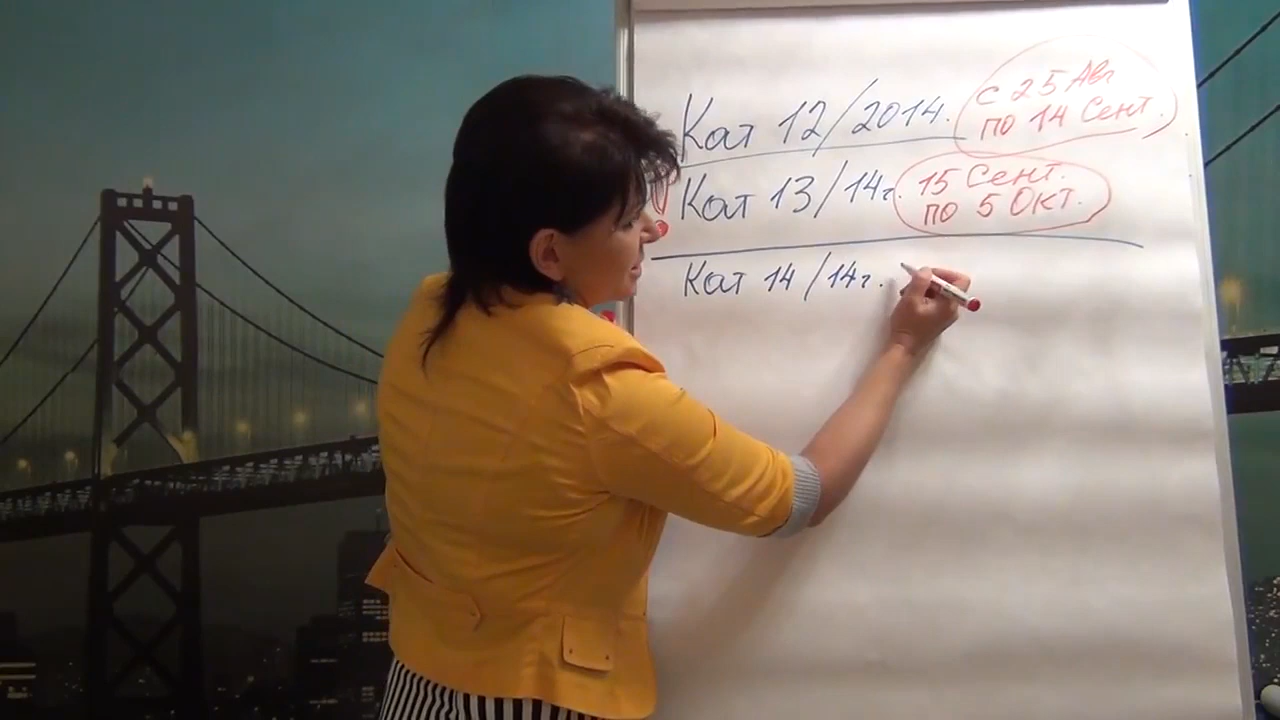 Кат 12/2014.
с 25 Авг
по 14 Сент.)
Кат 13/14г.
15 Сент.
по 5 Окт.
Кат 14/14г.